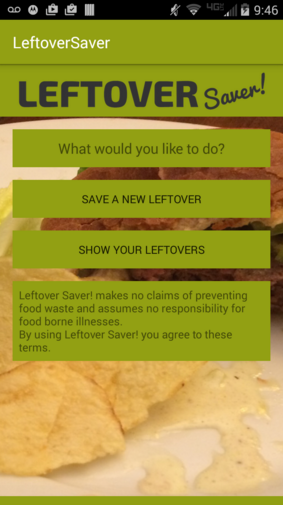 4G 9:46
LeftoverSaver
LEFTOVER Saver!
What would you like to do?
SAVE A NEW LEFTOVER
SHOW YOUR LEFTOVERS
Leftover Saver! makes no claims of preventing
food waste and assumes no responsibility for
food borne illnesses.
By using Leftover Saver! you agree to these
terms.